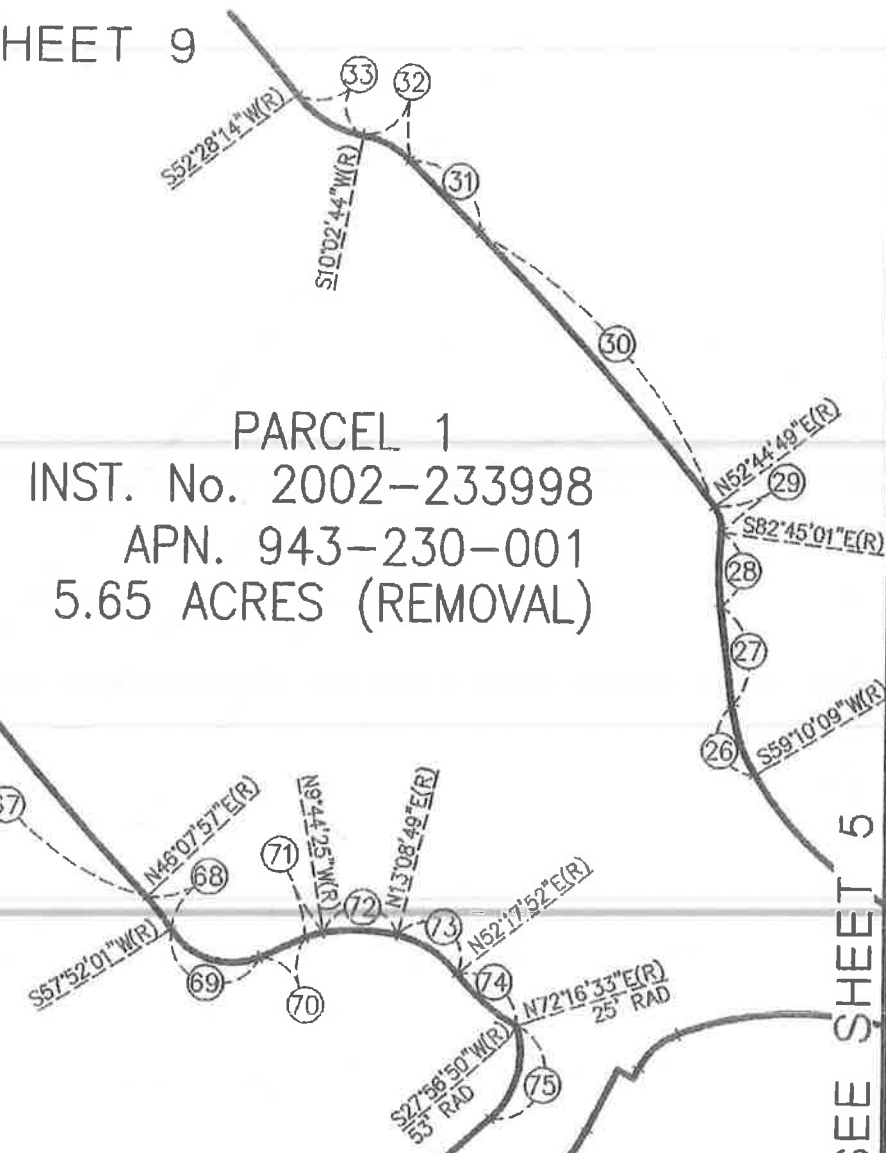 HEET 9
33
32
S52°28'14"W(R)
S10°02'44"W(R)
31
30
PARCEL 1
INST. No. 2002-233998
APN. 943-230-001
5.65 ACRES (REMOVAL)
N52°44'49"E(R)
29
S82°45'01"E(R)
28
27
26
S59°10'09"W(R)
67
N46°07'57"E(R)
68
S57°52'01"W(R)
69
70
71
N9°44'25"W(R)
72
N13°08'49"E(R)
73
N52°17'52"E(R)
74
N72°16'33"E(R)
25' RAD
S27°56'50"W(R)
53' RAD
75
SEE SHEET 5